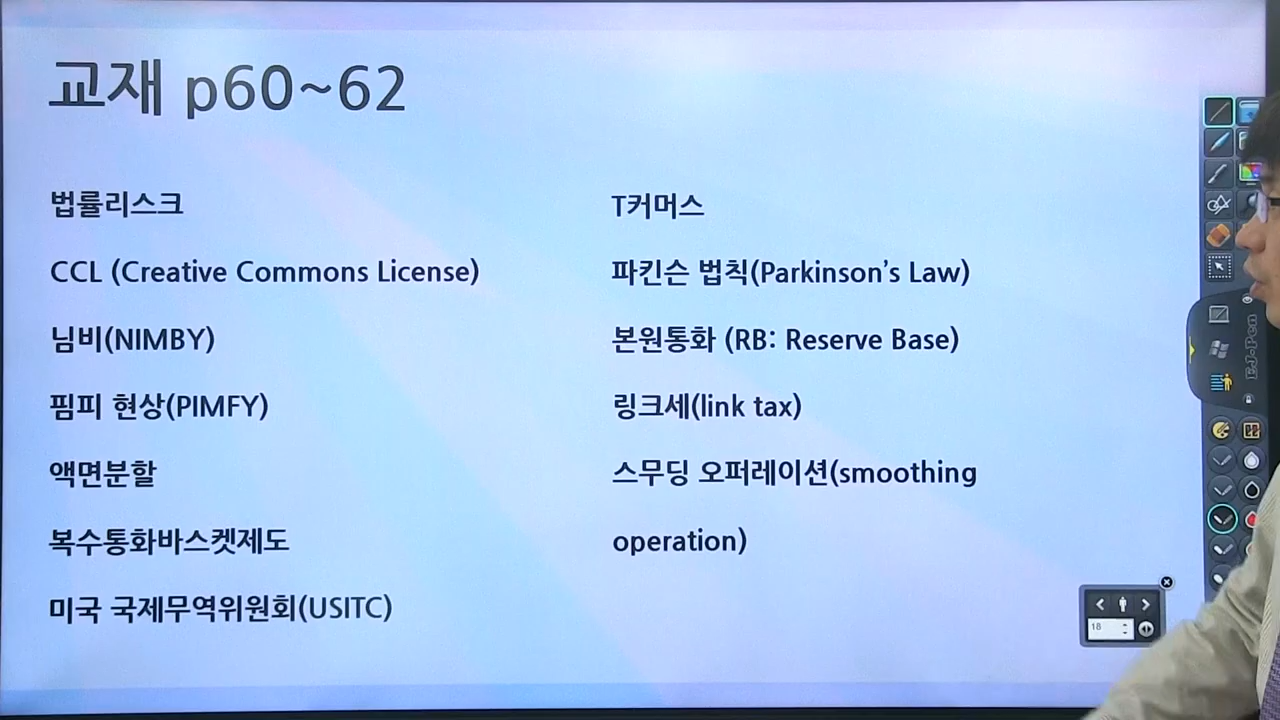 교재 p60~62
법률리스크
CCL (Creative Commons License)
님비(NIMBY)
핌피 현상(PIMFY)
액면분할
복수통화바스켓제도
미국 국제무역위원회(USITC)
T커머스
파킨슨 법칙(Parkinson's Law)
본원통화 (RB: Reserve Base)
링크세(link tax)
스무딩 오퍼레이션(smoothing
operation)
EJ-Pen
18